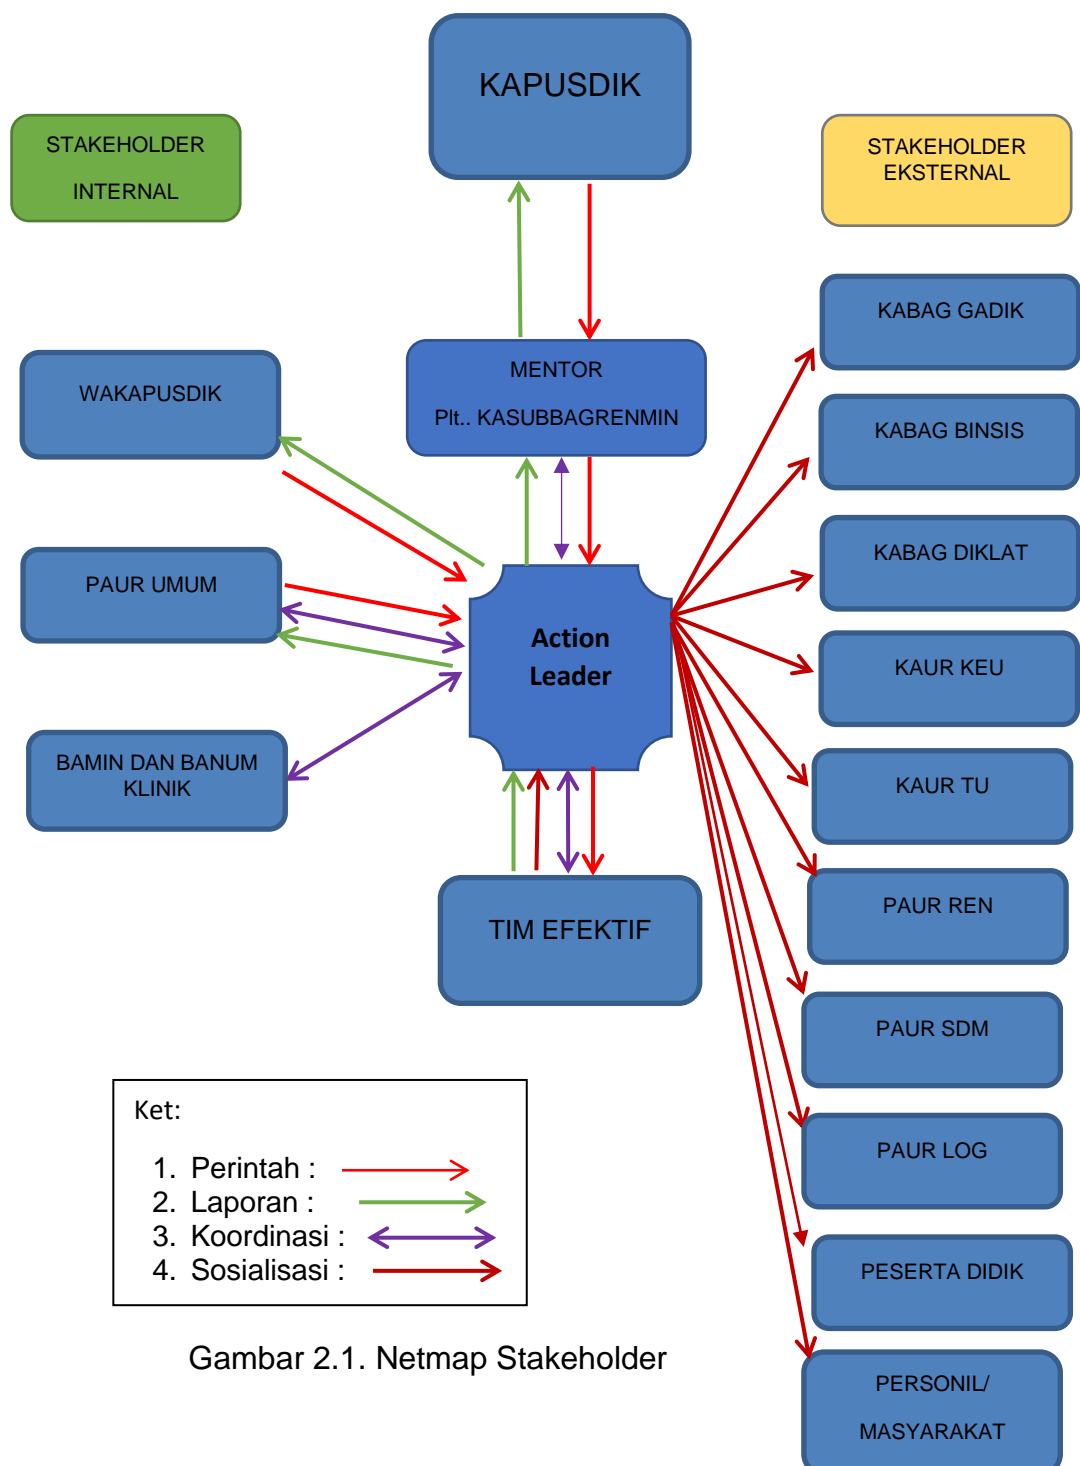 KAPUSDIK
STAKEHOLDER
INTERNAL
STAKEHOLDER
EKSTERNAL
MENTOR
Plt.. KASUBBAGRENMIN
WAKAPUSDIK
PAUR UMUM
BAMIN DAN BANUM
KLINIK
Action
Leader
TIM EFEKTIF
KABAG GADIK
KABAG BINSIS
KABAG DIKLAT
KAUR KEU
KAUR TU
PAUR REN
PAUR SDM
PAUR LOG
PESERTA DIDIK
PERSONIL/
MASYARAKAT
Ket:
1. Perintah :
2. Laporan :
3. Koordinasi :
4. Sosialisasi :
Gambar 2.1. Netmap Stakeholder